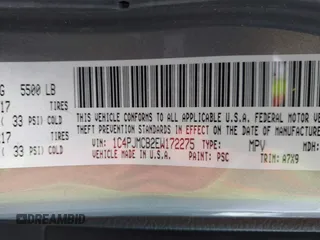 G 5500 LB
17 TIRES
( 33 PSI) COLD
17 TIRES
( 33 PSI) COLD
THIS VEHICLE CONFORMS TO ALL APPLICABLE U.S.A. FEDERAL MOTOR
THEFT PREVENTION STANDARDS IN EFFECT ON THE DATE OF MANUFACTURE
VIN: 1C4PJMCB2EW172275 TYPE: MPV
VEHICLE MADE IN U.S.A. PAINT: PSC TRIM: A7X9
DREAMBID